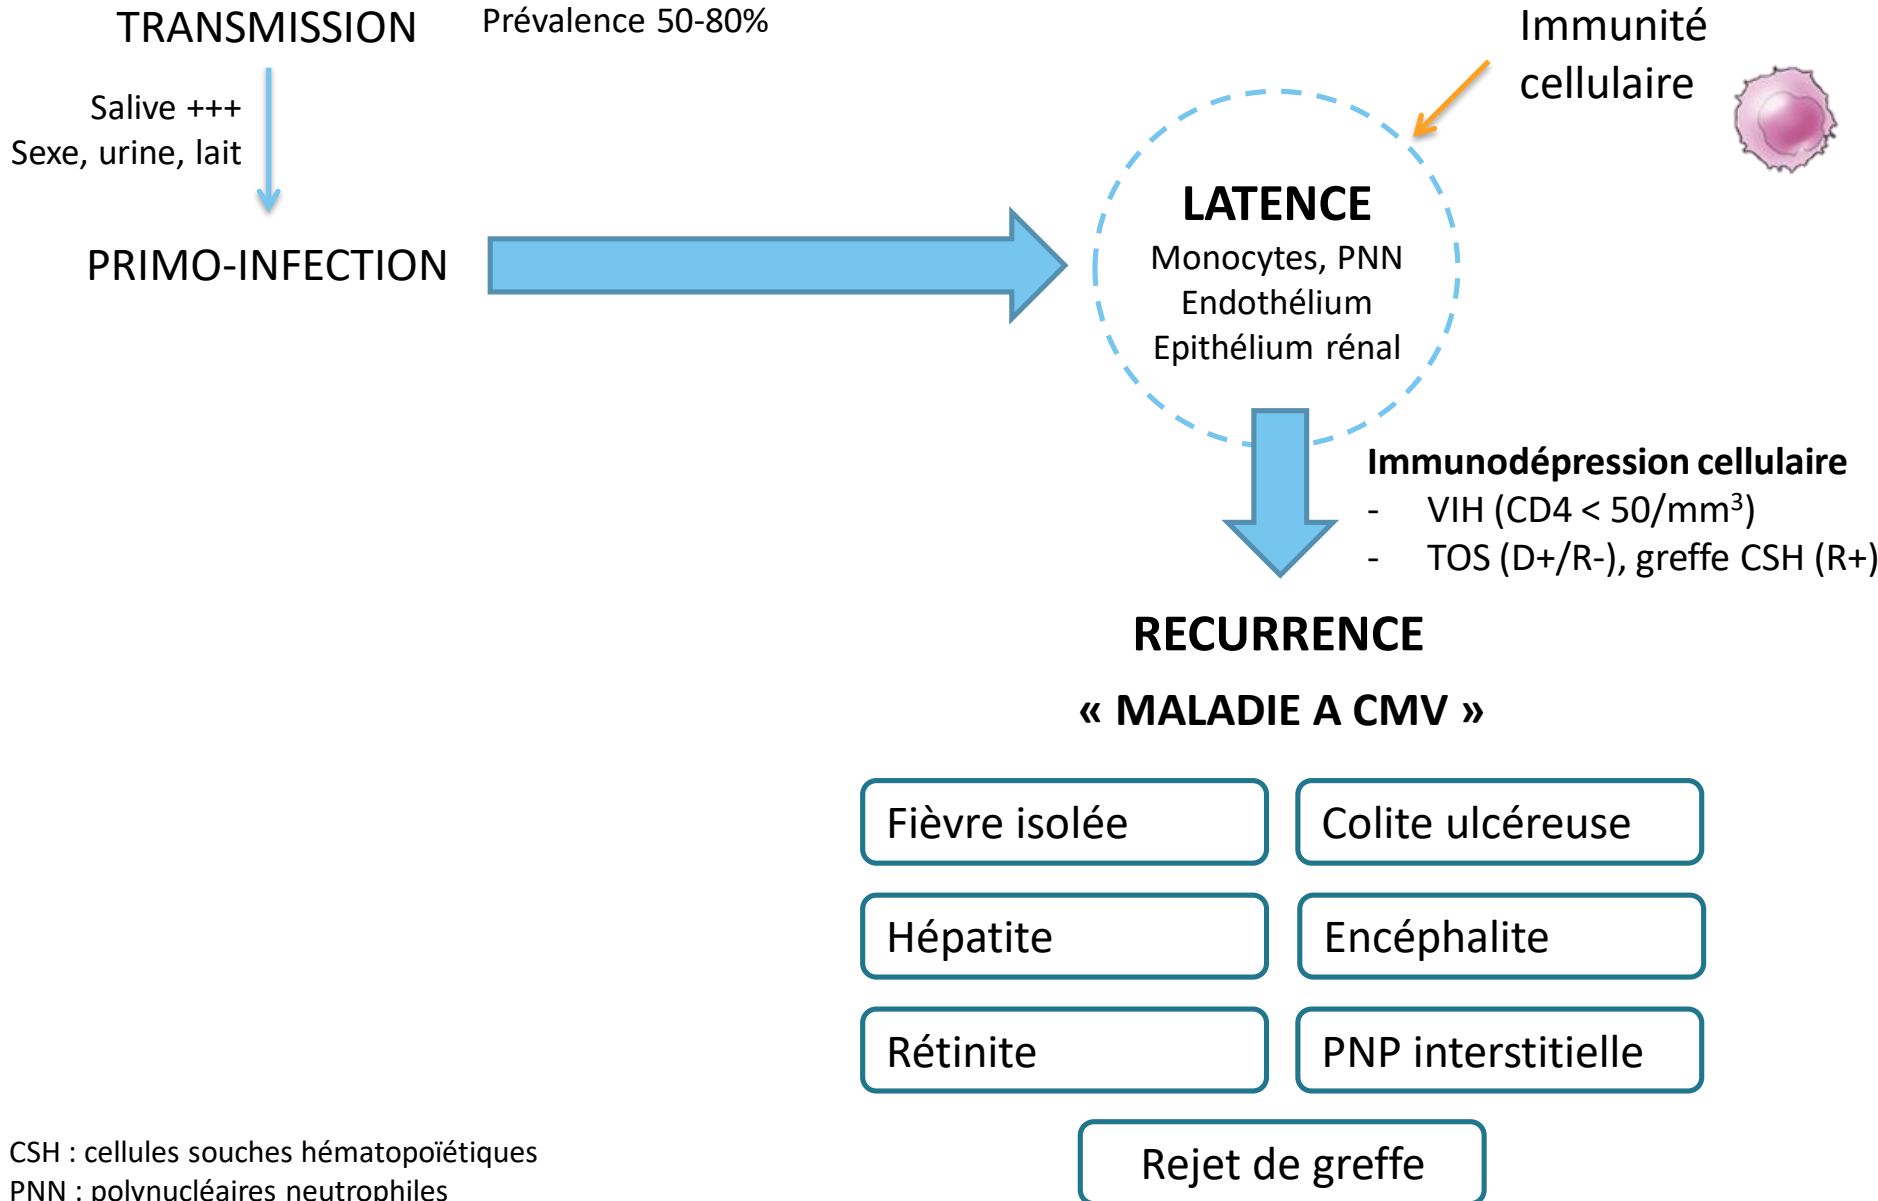 TRANSMISSION
Prévalence 50-80%
Salive +++
Sexe, urine, lait
PRIMO-INFECTION
Immunité
cellulaire
LATENCE
Monocytes, PNN
Endothélium
Epithélium rénal
Immunodépression cellulaire
- VIH (CD4 < 50/mm³)
- TOS (D+/R-), greffe CSH (R+)
RECURRENCE
« MALADIE A CMV »
Fièvre isolée
Colite ulcéreuse
Hépatite
Encéphalite
Rétinite
PNP interstitielle
Rejet de greffe
CSH : cellules souches hématopoïétiques
PNN : polynucléaires neutrophiles